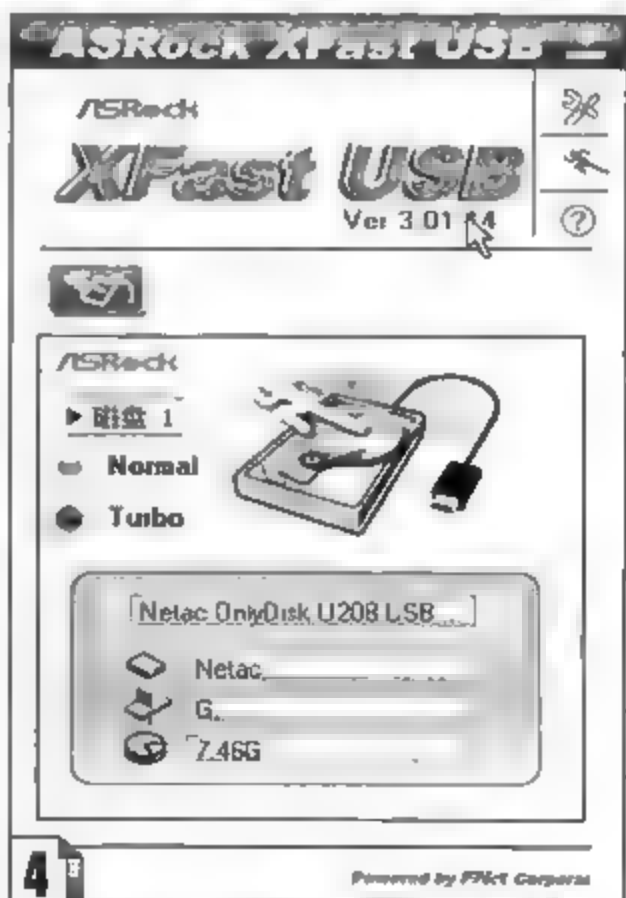 ASRock XFast USB
ASRock
XFast USB
Ver 3.01
ASRock
磁盘 1
Normal
Turbo
Netac OnlyDisk U208 USB
Netac
G:
7.46G
4
Powered by FNet Corporat